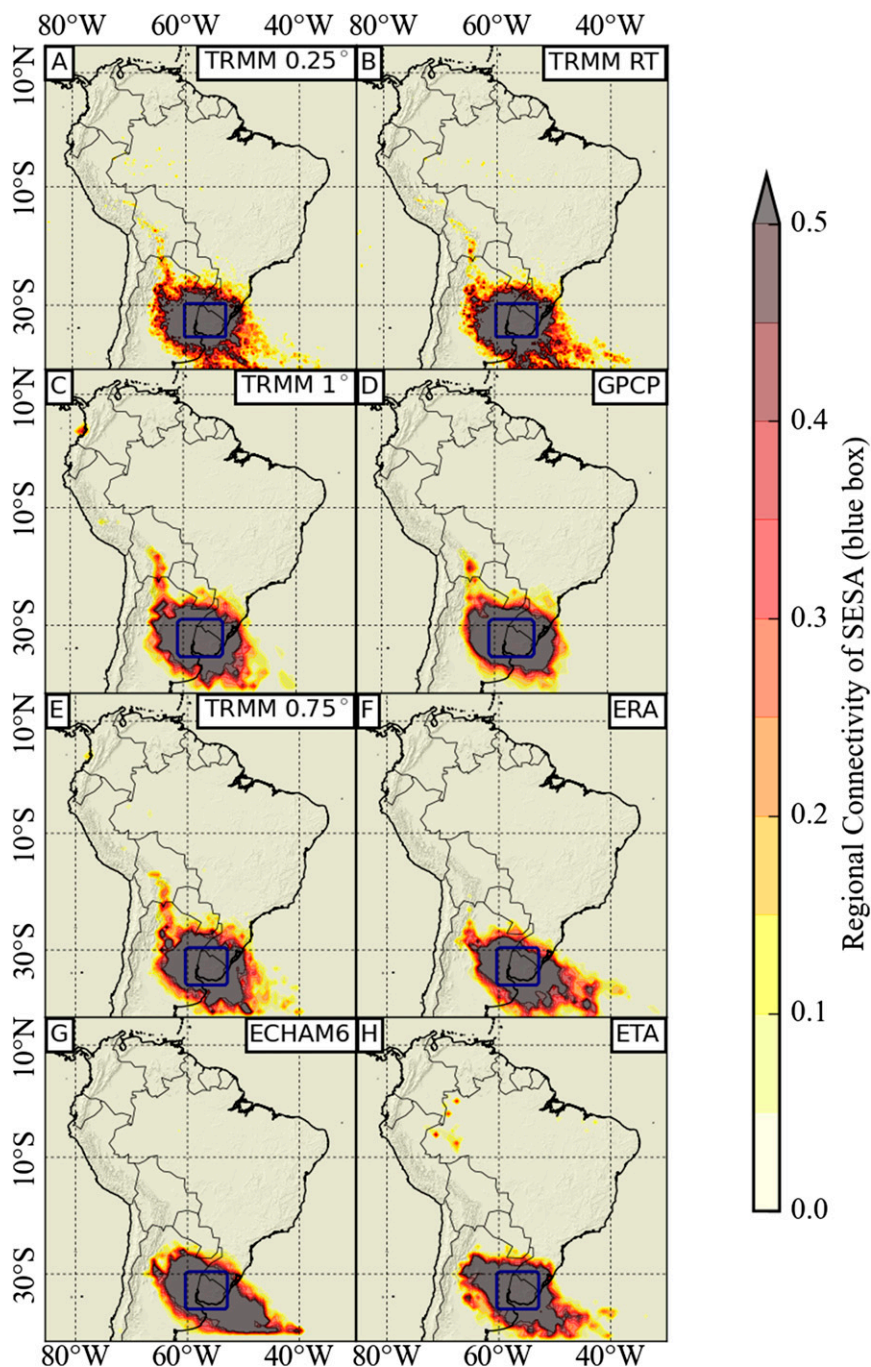 80°W 60°W 40°W 80°W 60°W 40°W
A TRMM 0.25° B TRMM RT
10°N
10°S
30°S
C TRMM 1° D GPCP
10°N
10°S
30°S
E TRMM 0.75° F ERA
10°N
10°S
30°S
G ECHAM6 H ETA
10°N
10°S
30°S
80°W 60°W 40°W 80°W 60°W 40°W
0.5
0.4
0.3
0.2
0.1
0.0
Regional Connectivity of SESA (blue box)